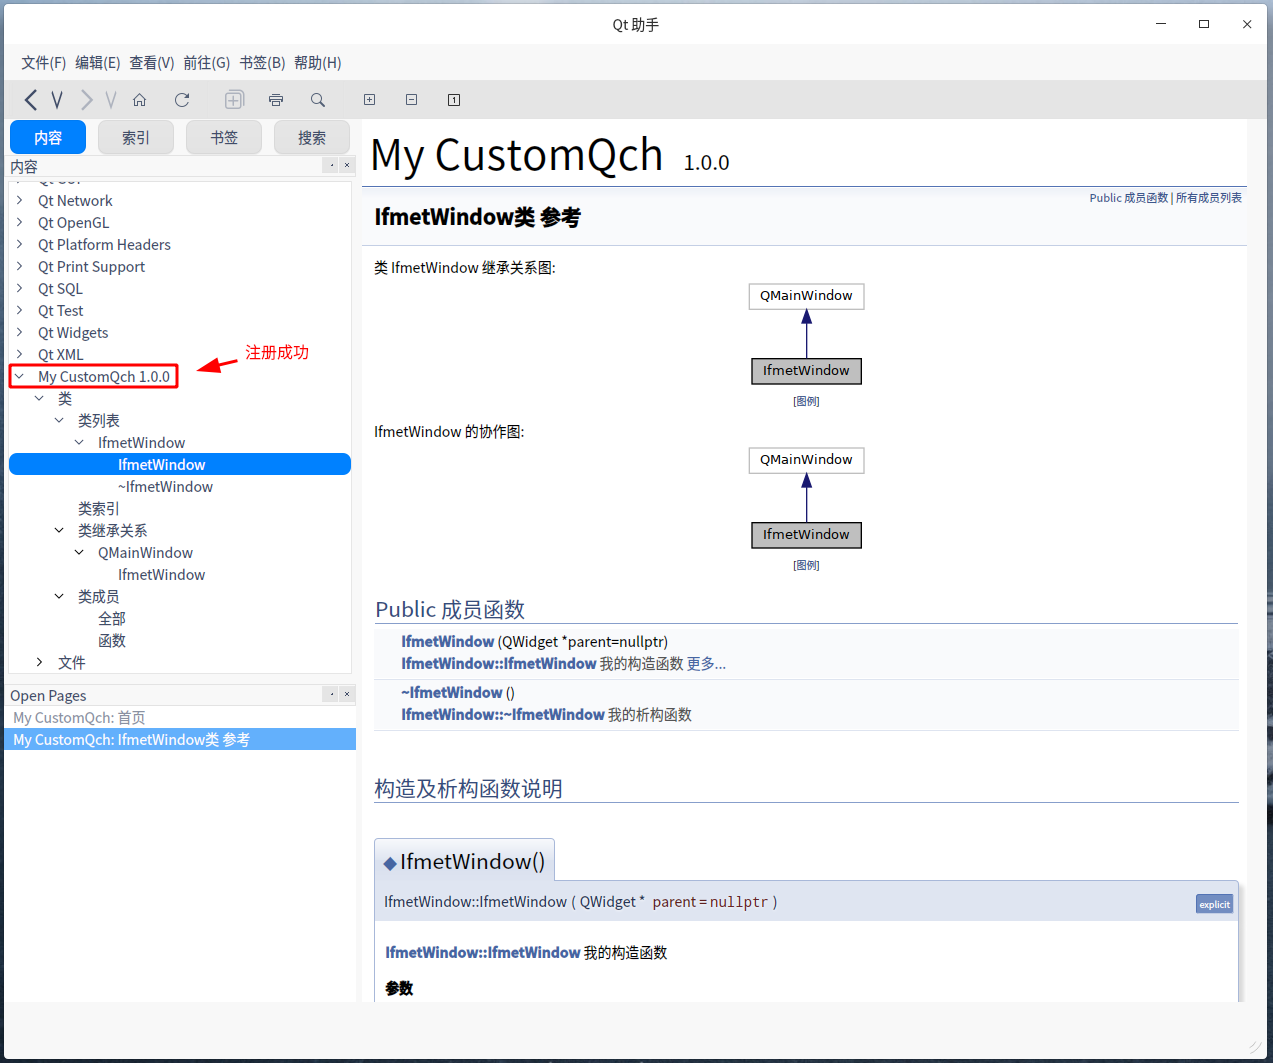 Qt 助手
文件(F) 编辑(E) 查看(V) 前往(G) 书签(B) 帮助(H)
内容 索引 书签 搜索
内容
Qt Network
Qt OpenGL
Qt Platform Headers
Qt Print Support
Qt SQL
Qt Test
Qt Widgets
Qt XML
My CustomQch 1.0.0
注册成功
类
类列表
IfmetWindow
IfmetWindow
~IfmetWindow
类索引
类继承关系
QMainWindow
IfmetWindow
类成员
全部
函数
文件
Open Pages
My CustomQch: 首页
My CustomQch: IfmetWindow类 参考
My CustomQch 1.0.0
Public 成员函数 | 所有成员列表
IfmetWindow类 参考
类 IfmetWindow 继承关系图:
QMainWindow
IfmetWindow
[图例]
IfmetWindow 的协作图:
QMainWindow
IfmetWindow
[图例]
Public 成员函数
IfmetWindow (QWidget *parent=nullptr)
IfmetWindow::IfmetWindow 我的构造函数 更多...
~IfmetWindow ()
IfmetWindow::~IfmetWindow 我的析构函数
构造及析构函数说明
◆IfmetWindow()
IfmetWindow::IfmetWindow ( QWidget * parent = nullptr )
explicit
IfmetWindow::IfmetWindow 我的构造函数
参数